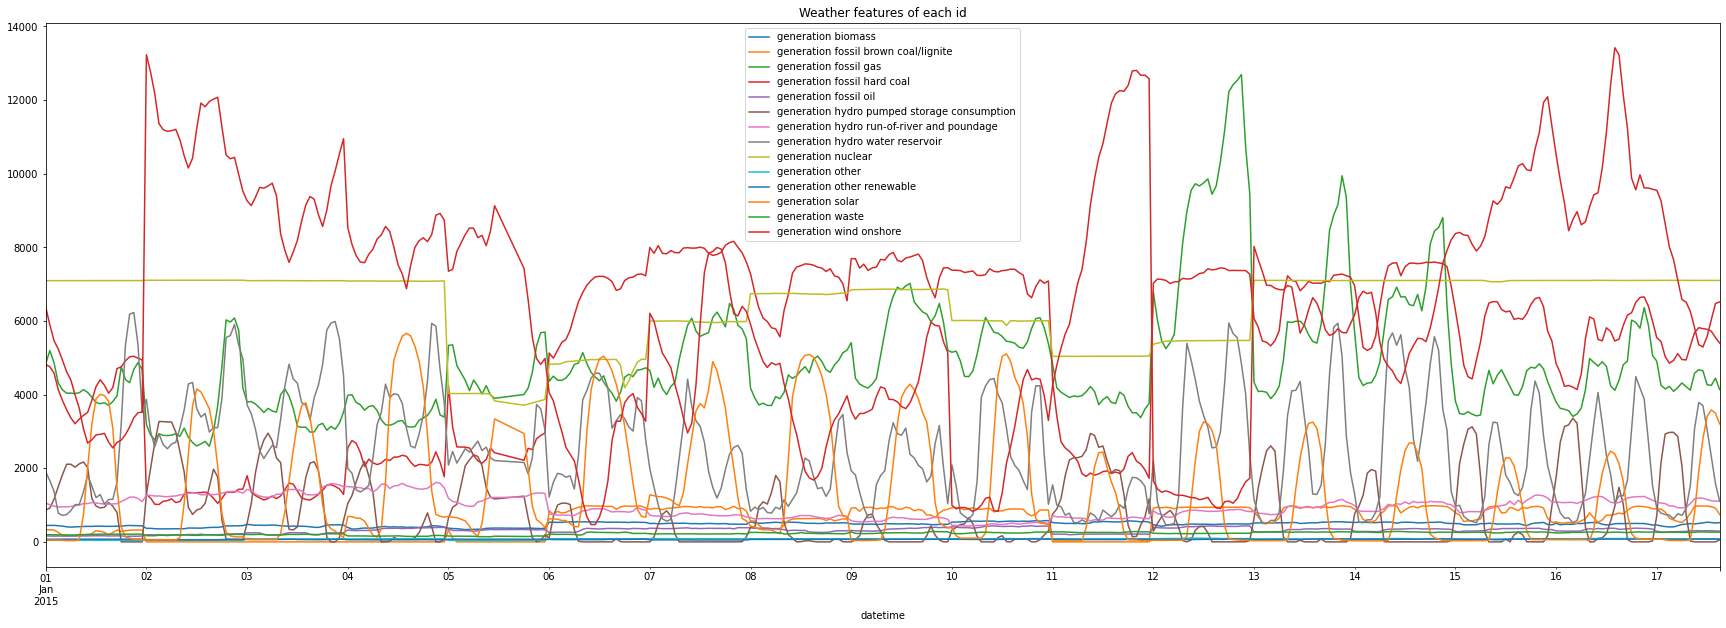 Weather features of each id
14000
12000
10000
8000
6000
4000
2000
0
generation biomass
generation fossil brown coal/lignite
generation fossil gas
generation fossil hard coal
generation fossil oil
generation hydro pumped storage consumption
generation hydro run-of-river and poundage
generation hydro water reservoir
generation nuclear
generation other
generation other renewable
generation solar
generation waste
generation wind onshore
01 02 03 04 05 06 07 08 09 10 11 12 13 14 15 16 17
Jan
2015
datetime